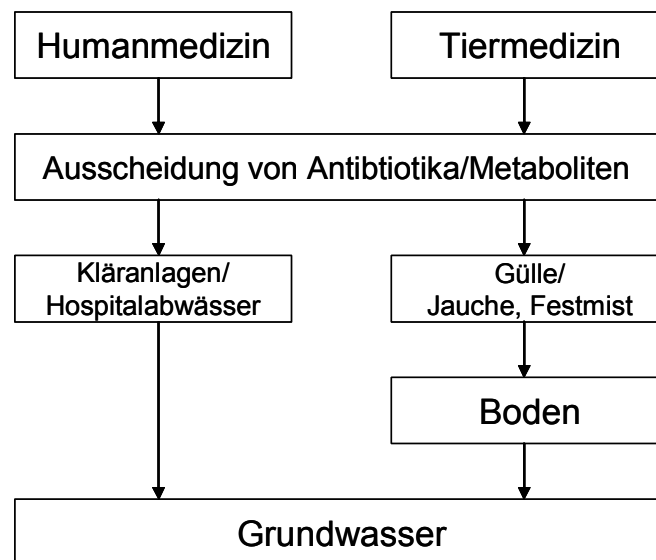 Humanmedizin
Tiermedizin
Ausscheidung von Antibtiotika/Metaboliten
Kläranlagen/
Hospitalabwässer
Gülle/
Jauche, Festmist
Boden
Grundwasser